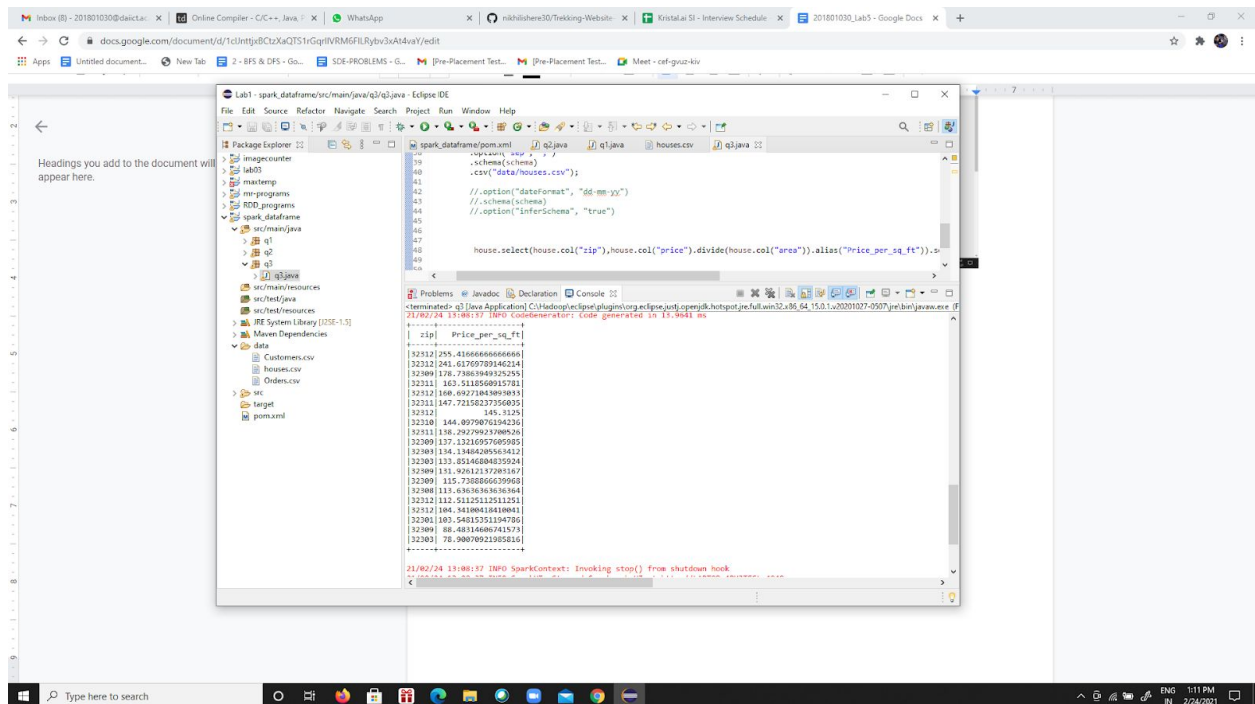 Inbox (8) - 201801030@daiict.ac
Online Compiler - C/C++, Java, P
WhatsApp
nikhilishere30/Trekking-Website-
Kristal.ai SI - Interview Schedule
201801030_Lab5 - Google Docs
Apps
Untitled document...
New Tab
2 - BFS & DFS - Go...
SDE-PROBLEMS - G...
[Pre-Placement Test...
[Pre-Placement Test...
Meet - cef-gvuz-kiv
7
Headings you add to the document will
appear here.
Lab1 - spark_dataframe/src/main/java/q3/q3.java - Eclipse IDE
File Edit Source Refactor Navigate Search Project Run Window Help
Package Explorer
imagecounter
lab03
maxtemp
mr-programs
RDD_programs
spark_dataframe
src/main/java
q1
q2
q3
q3.java
src/main/resources
src/test/java
src/test/resources
JRE System Library [J2SE-1.5]
Maven Dependencies
data
Customers.csv
houses.csv
Orders.csv
src
target
pom.xml
spark_dataframe/pom.xml
q2.java
q1.java
houses.csv
q3.java
39 .schema(schema)
40 .csv("data/houses.csv");
41
42 //.option("dateFormat", "dd-mm-yy")
43 //.schema(schema)
44 //.option("inferSchema", "true")
45
46
47
48 house.select(house.col("zip"),house.col("price").divide(house.col("area")).alias("Price_per_sq_ft")).s
49
Problems Javadoc Declaration Console
<terminated> q3 [Java Application] C:\Hadoop\eclipse\plugins\org.eclipse.justj.openjdk.hotspot.jre.full.win32.x86_64_15.0.1.v20201027-0507\jre\bin\javaw.exe (F
21/02/24 13:08:37 INFO CodeGenerator: Code generated in 13.9641 ms
+-----+------------------+
| zip| Price_per_sq_ft|
+-----+------------------+
|32312|255.41666666666666|
|32312|241.61769789146214|
|32309|178.73863949325255|
|32311| 163.5118560915781|
|32312|160.69271043093033|
|32311|147.72158237356035|
|32312| 145.3125|
|32310| 144.0979076194236|
|32311|138.29279923700526|
|32309|137.13216957605985|
|32303|134.13484205563412|
|32303|133.85146804835924|
|32309|131.92612137203167|
|32309| 115.7388866639968|
|32308|113.63636363636364|
|32312|112.51125112511251|
|32312|104.34100418410041|
|32301|103.54815351194786|
|32309| 88.48314606741573|
|32303| 78.90070921985816|
+-----+------------------+
21/02/24 13:08:37 INFO SparkContext: Invoking stop() from shutdown hook
Type here to search
ENG
IN
1:11 PM
2/24/2021